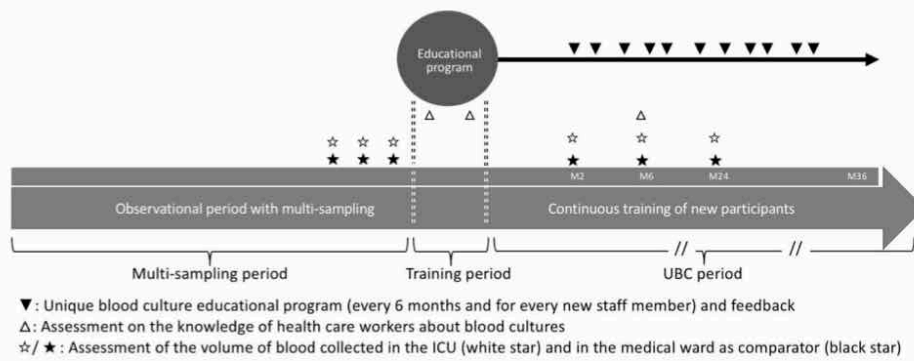 Educational
program
M2 M6 M24 M36
Observational period with multi-sampling Continuous training of new participants
Multi-sampling period Training period UBC period
▼: Unique blood culture educational program (every 6 months and for every new staff member) and feedback
△: Assessment on the knowledge of health care workers about blood cultures
☆/ ★ : Assessment of the volume of blood collected in the ICU (white star) and in the medical ward as comparator (black star)